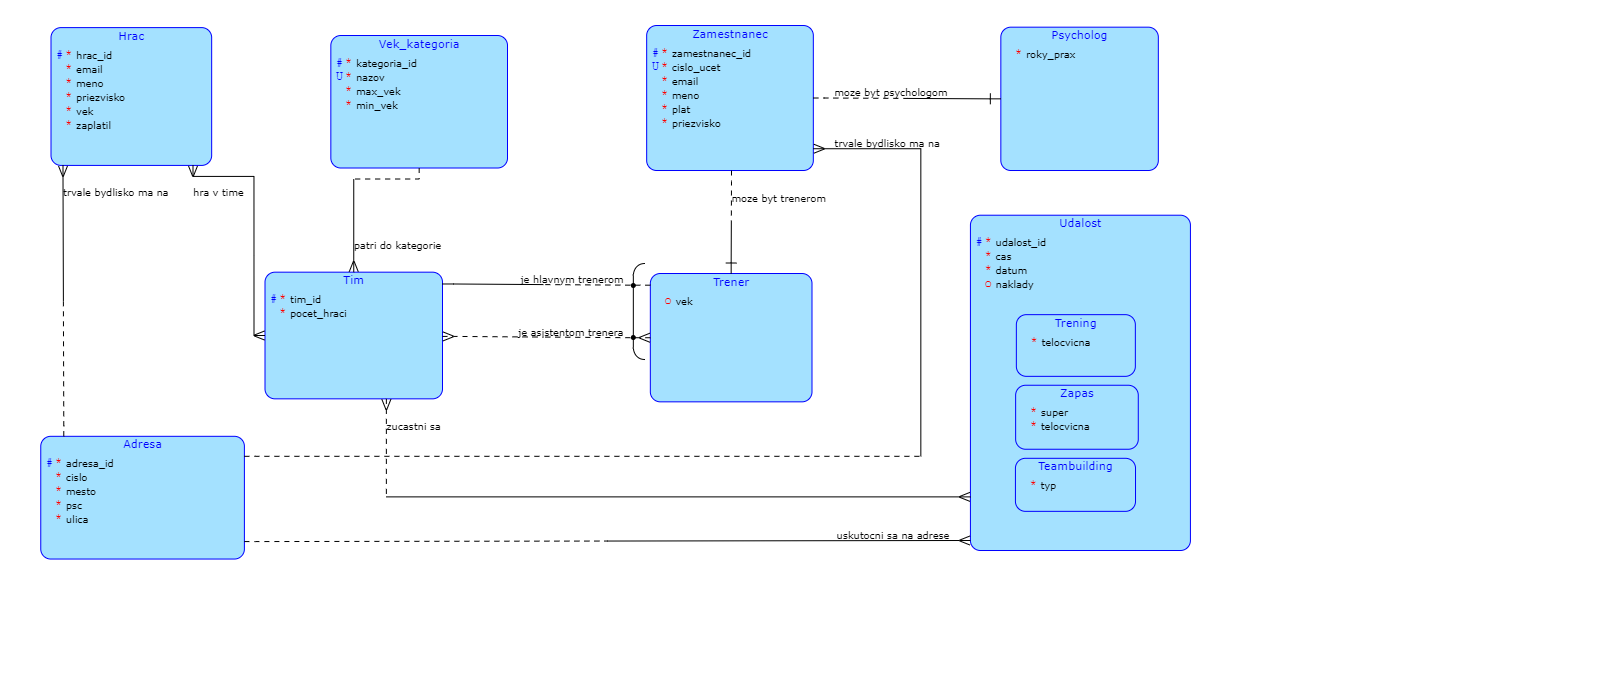 Hrac
# * hrac_id
* email
* meno
* priezvisko
* vek
* zaplatil
Vek_kategoria
# * kategoria_id
U * nazov
* max_vek
* min_vek
Zamestnanec
# * zamestnanec_id
U * cislo_ucet
* email
* meno
* plat
* priezvisko
Psycholog
* roky_prax
moze byt psychologom
trvale bydlisko ma na
trvale bydlisko ma na
hra v time
moze byt trenerom
patri do kategorie
Udalost
# * udalost_id
* cas
* datum
o naklady
Trening
* telocvicna
Zapas
* super
* telocvicna
Teambuilding
* typ
Tim
# * tim_id
* pocet_hraci
je hlavnym trenerom
je asistentom trenera
Trener
o vek
zucastni sa
Adresa
# * adresa_id
* cislo
* mesto
* psc
* ulica
uskutocni sa na adrese